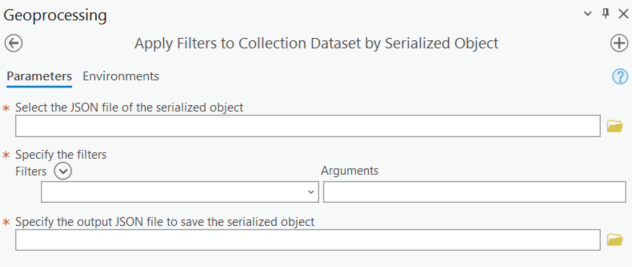 Geoprocessing
Apply Filters to Collection Dataset by Serialized Object
Parameters Environments
* Select the JSON file of the serialized object
* Specify the filters
Filters Arguments
* Specify the output JSON file to save the serialized object